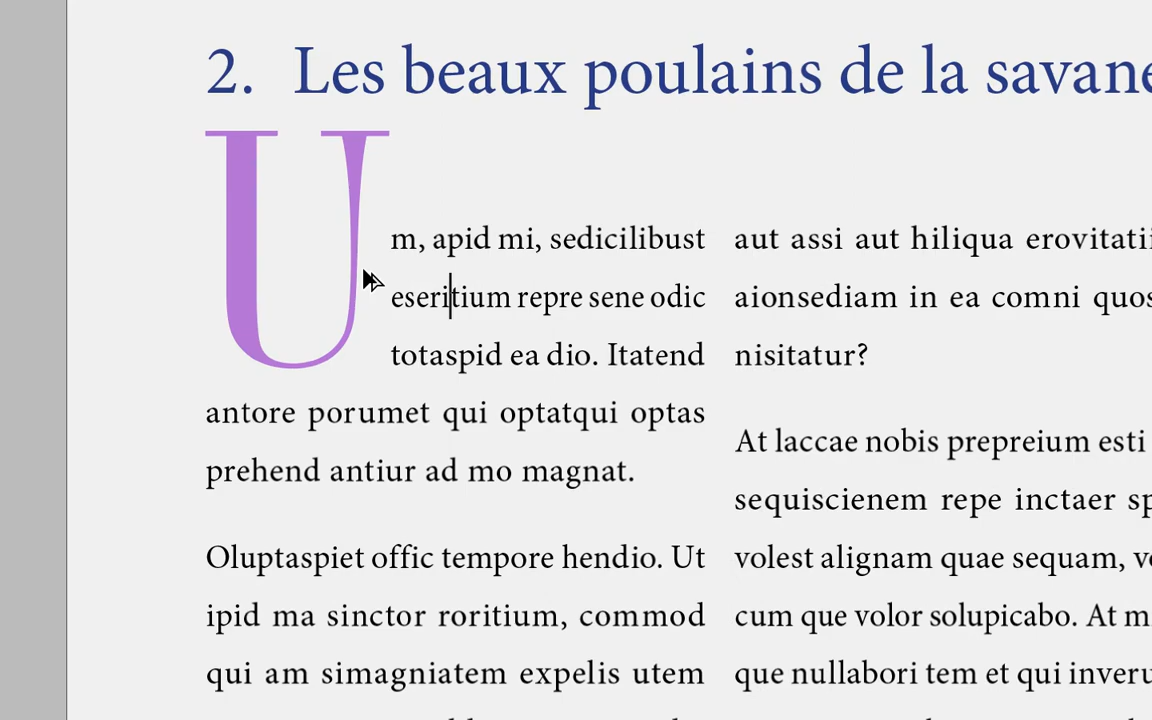 2. Les beaux poulains de la savane
Um, apid mi, sedicilibust
eseritium repre sene odic
totaspid ea dio. Itatend
antore porumet qui optatqui optas
prehend antiur ad mo magnat.
Oluptaspiet offic tempore hendio. Ut
ipid ma sinctor roritium, commod
qui am simagniatem expelis utem
aut assi aut hiliqua
aionsediam in ea comni
nisitatur?
At laccae nobis prepreium esti
sequiscienem repe inctaer
volest alignam quae sequam,
cum que volor solupicabo. At
que nullabori tem et qui